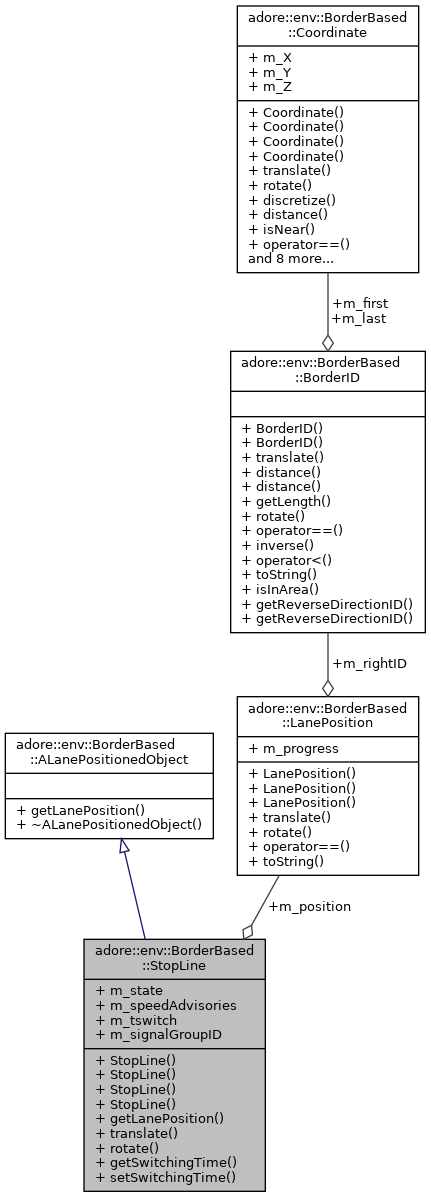 adore::env::BorderBased
::Coordinate
+ m_X
+ m_Y
+ m_Z
+ Coordinate()
+ Coordinate()
+ Coordinate()
+ Coordinate()
+ translate()
+ rotate()
+ discretize()
+ distance()
+ isNear()
+ operator==()
and 8 more...
+m_first
+m_last
adore::env::BorderBased
::BorderID
+ BorderID()
+ BorderID()
+ translate()
+ distance()
+ distance()
+ getLength()
+ rotate()
+ operator==()
+ inverse()
+ operator<()
+ toString()
+ isInArea()
+ getReverseDirectionID()
+ getReverseDirectionID()
+m_rightID
adore::env::BorderBased
::LanePosition
+ m_progress
+ LanePosition()
+ LanePosition()
+ LanePosition()
+ translate()
+ rotate()
+ operator==()
+ toString()
adore::env::BorderBased
::ALanePositionedObject
+ getLanePosition()
+ ~ALanePositionedObject()
+m_position
adore::env::BorderBased
::StopLine
+ m_state
+ m_speedAdvisories
+ m_tswitch
+ m_signalGroupID
+ StopLine()
+ StopLine()
+ StopLine()
+ StopLine()
+ getLanePosition()
+ translate()
+ rotate()
+ getSwitchingTime()
+ setSwitchingTime()